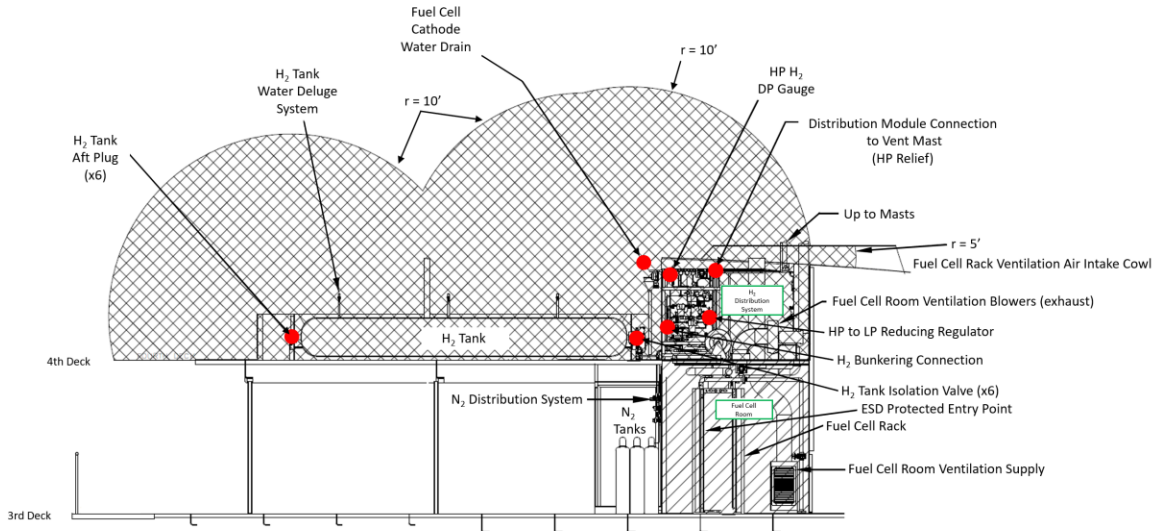 Fuel Cell
Cathode
Water Drain
r = 10’
H₂ Tank
Water Deluge
System
r = 10’
HP H₂
DP Gauge
Distribution Module Connection
to Vent Mast
(HP Relief)
H₂ Tank
Aft Plug
(x6)
Up to Masts
r = 5’
Fuel Cell Rack Ventilation Air Intake Cowl
H₂
Distribution
System
Fuel Cell Room Ventilation Blowers (exhaust)
HP to LP Reducing Regulator
H₂ Tank
4th Deck
H₂ Bunkering Connection
H₂ Tank Isolation Valve (x6)
N₂ Distribution System
Fuel Cell
Room
ESD Protected Entry Point
N₂
Tanks
Fuel Cell Rack
Fuel Cell Room Ventilation Supply
3rd Deck